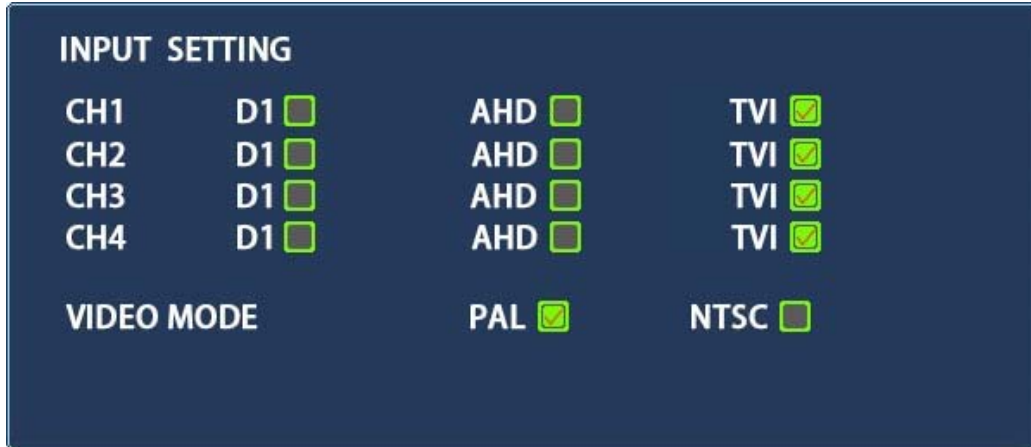 INPUT SETTING
CH1 D1 AHD TVI
CH2 D1 AHD TVI
CH3 D1 AHD TVI
CH4 D1 AHD TVI
VIDEO MODE PAL NTSC